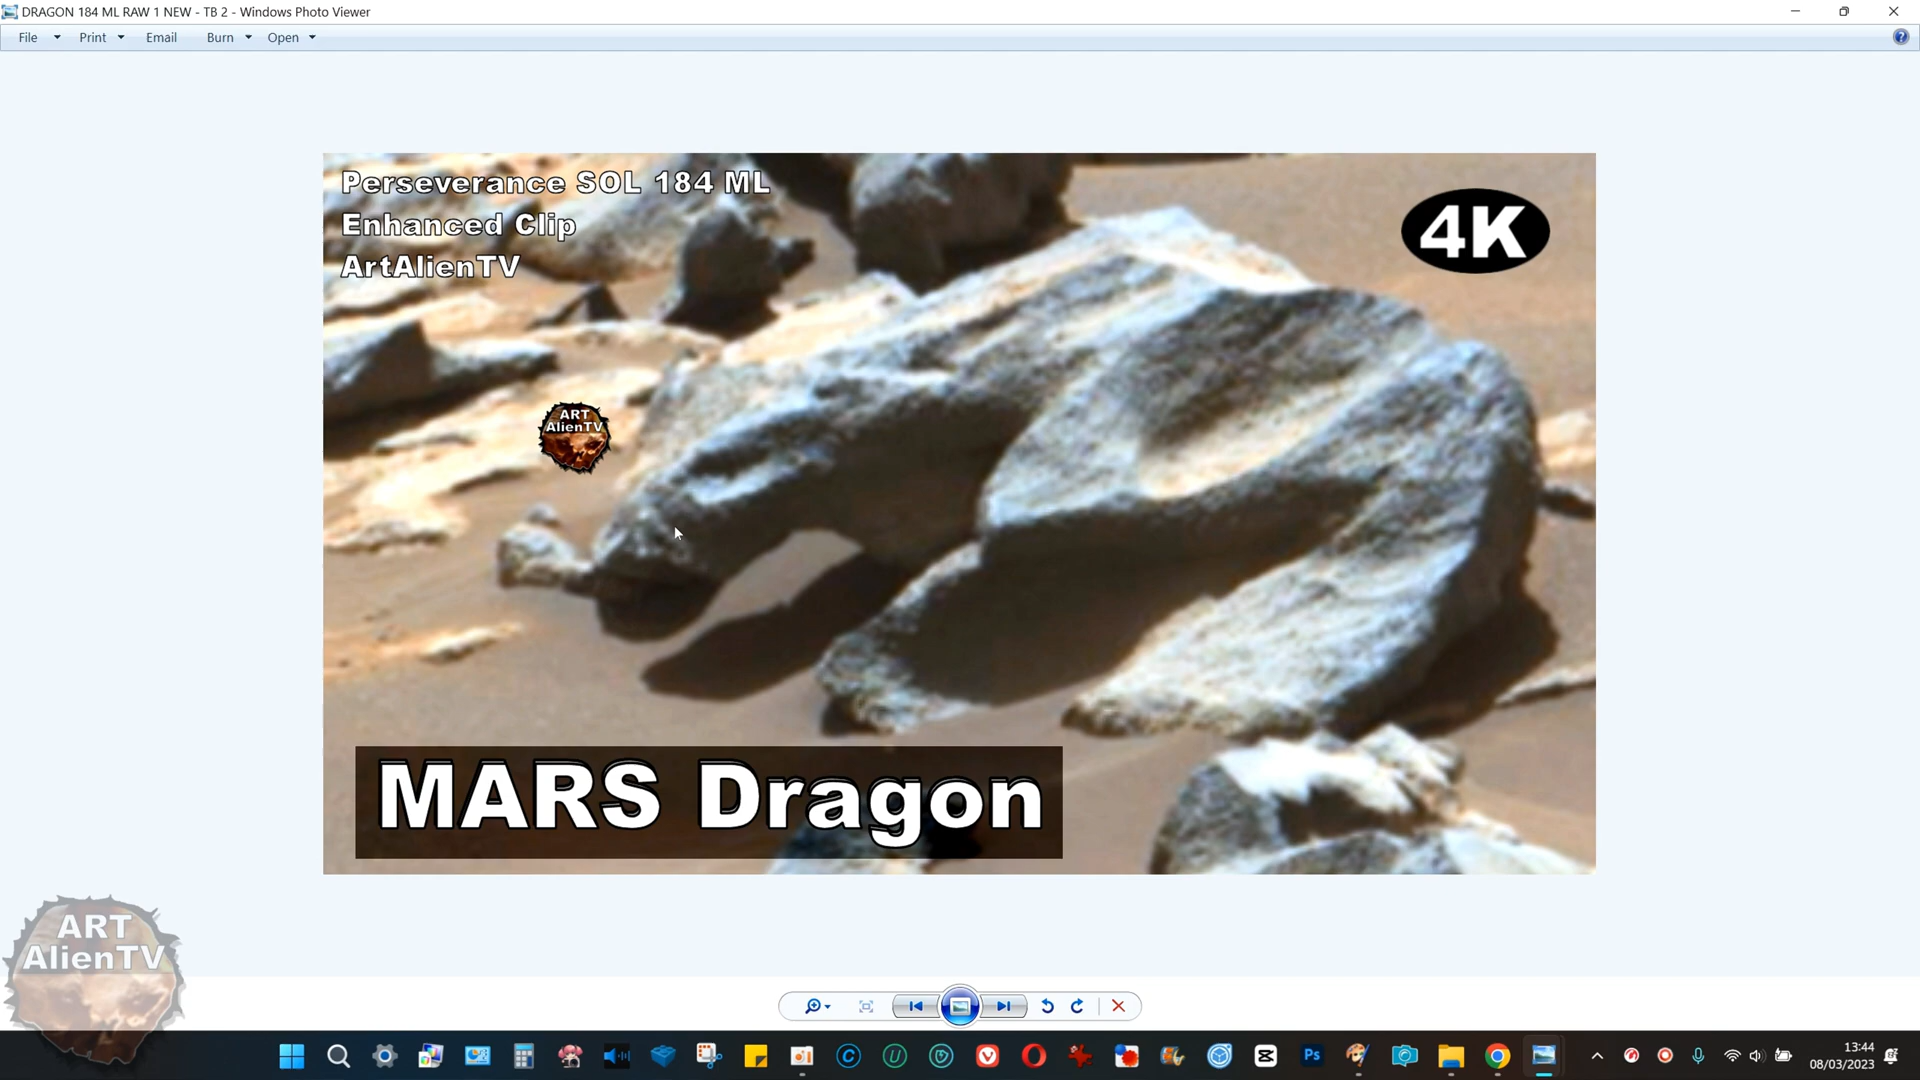 DRAGON 184 ML RAW 1 NEW - TB 2 - Windows Photo Viewer
File Print Email Burn Open
Perseverance SOL 184 ML
Enhanced Clip
ArtAlienTV
4K
ART
AlienTV
MARS Dragon
ART
AlienTV
Ps
13:44
08/03/2023